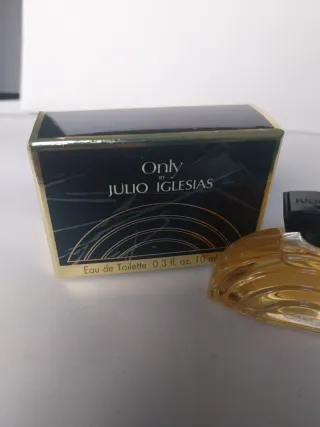 Only
BY
JULIO IGLESIAS
Eau de Toilette 0.3 fl. oz. 10 ml